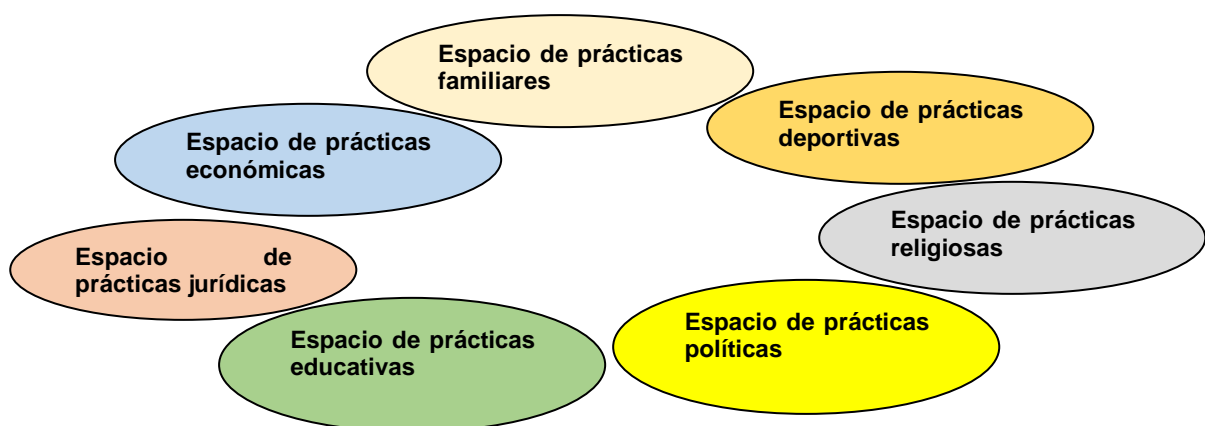 Espacio de prácticas
familiares
Espacio de prácticas
deportivas
Espacio de prácticas
económicas
Espacio de prácticas
religiosas
Espacio de
prácticas jurídicas
Espacio de prácticas
políticas
Espacio de prácticas
educativas